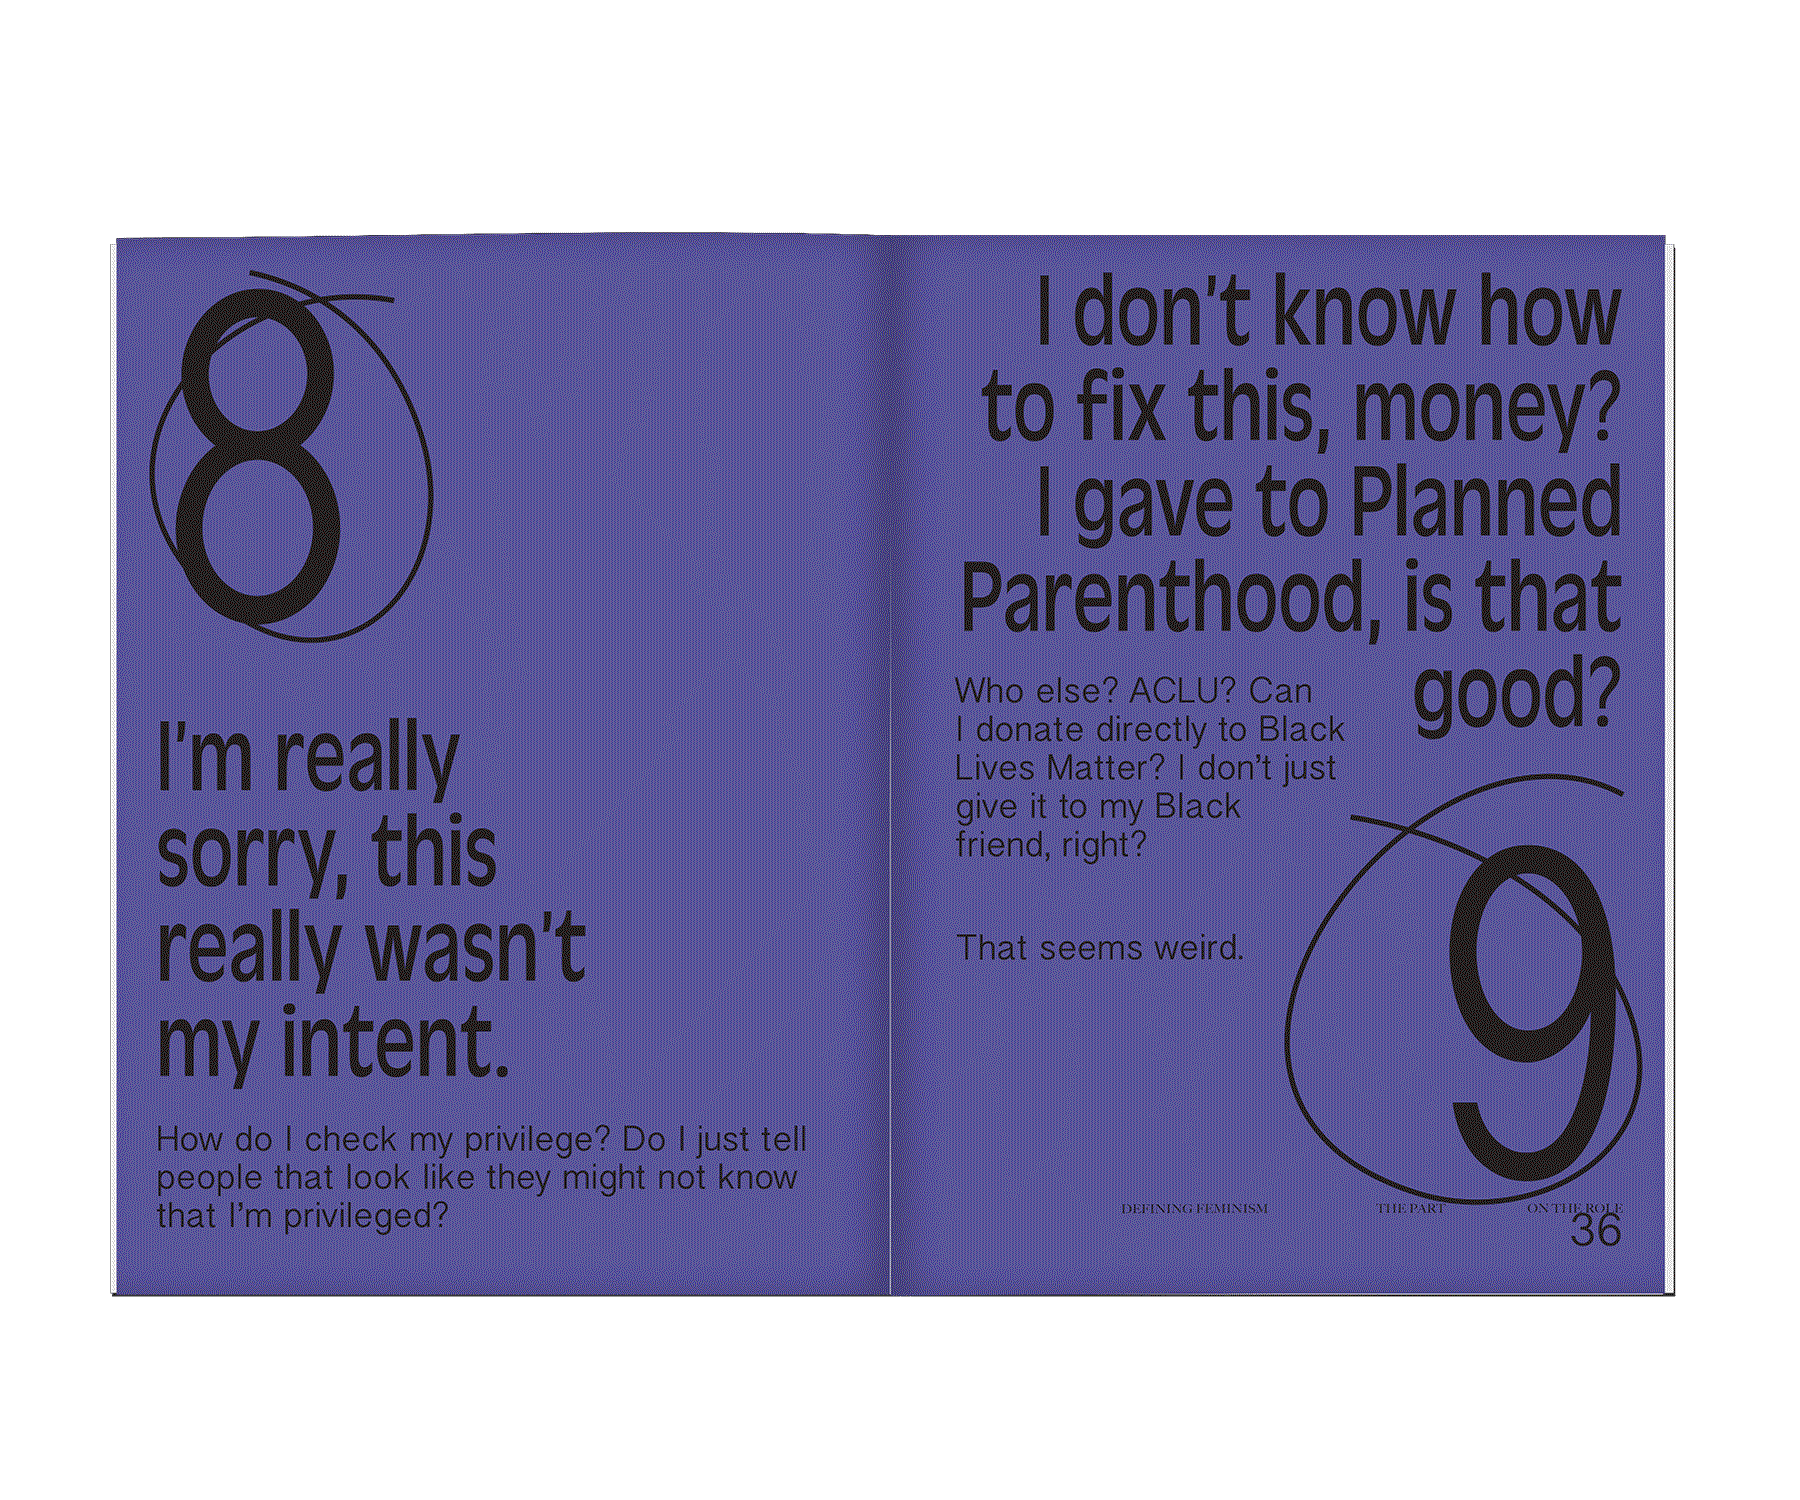 8
I'm really
sorry, this
really wasn't
my intent.
How do I check my privilege? Do I just tell
people that look like they might not know
that I'm privileged?
I don't know how
to fix this, money?
I gave to Planned
Parenthood, is that
good?
Who else? ACLU? Can
I donate directly to Black
Lives Matter? I don't just
give it to my Black
friend, right?
That seems weird.
9
DEFINING FEMINISM THE PART ON THE ROLE
36